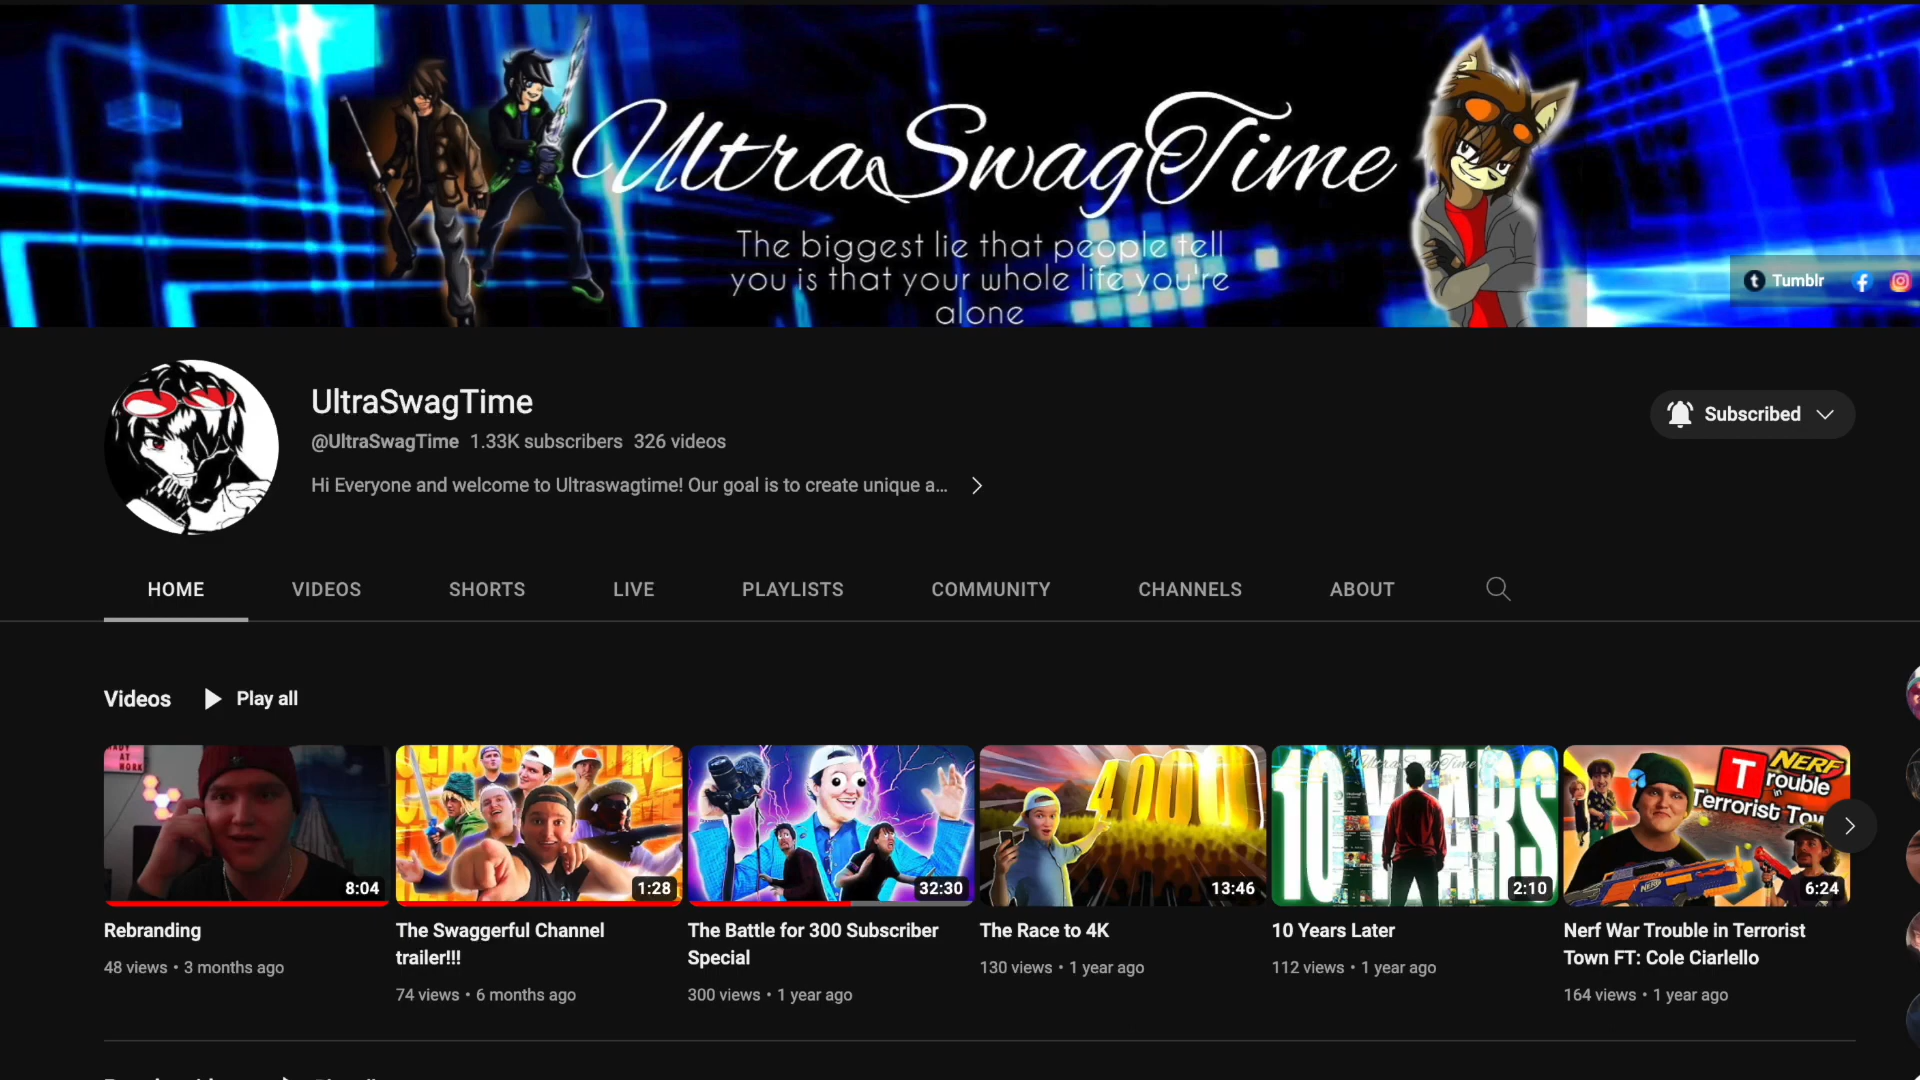 UltraSwagTime
The biggest lie that people tell
you is that your whole life you're
alone
Tumblr
UltraSwagTime
@UltraSwagTime 1.33K subscribers 326 videos
Hi Everyone and welcome to Ultraswagtime! Our goal is to create unique a...
Subscribed
HOME VIDEOS SHORTS LIVE PLAYLISTS COMMUNITY CHANNELS ABOUT
Videos Play all
AT
WORK
8:04
1:28
32:30
4000
13:46
UltraSwagTime
10 YEARS
2:10
T NERF
rouble
in
Terrorist Tow
NERF
6:24
Rebranding
48 views • 3 months ago
The Swaggerful Channel
trailer!!!
74 views • 6 months ago
The Battle for 300 Subscriber
Special
300 views • 1 year ago
The Race to 4K
130 views • 1 year ago
10 Years Later
112 views • 1 year ago
Nerf War Trouble in Terrorist
Town FT: Cole Ciarlello
164 views • 1 year ago